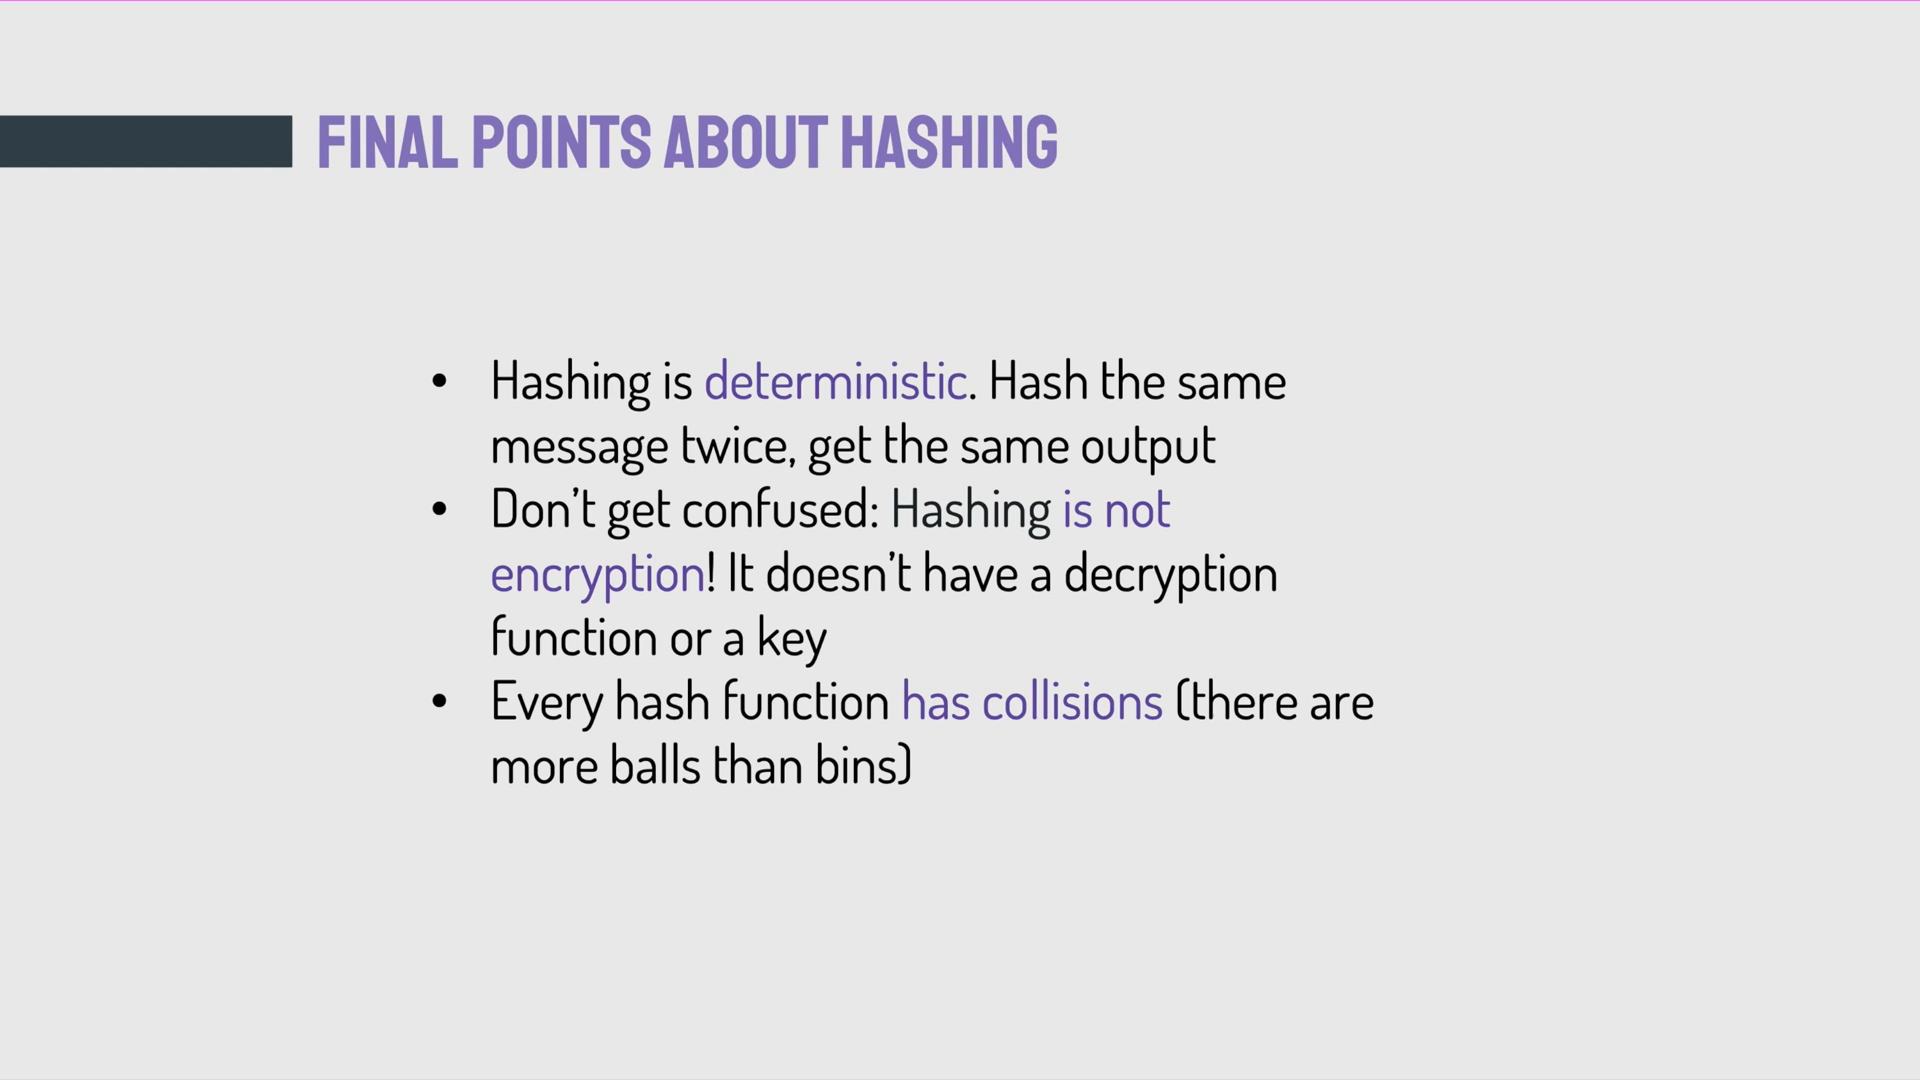 FINAL POINTS ABOUT HASHING
• Hashing is deterministic. Hash the same
message twice, get the same output
• Don’t get confused: Hashing is not
encryption! It doesn’t have a decryption
function or a key
• Every hash function has collisions (there are
more balls than bins)